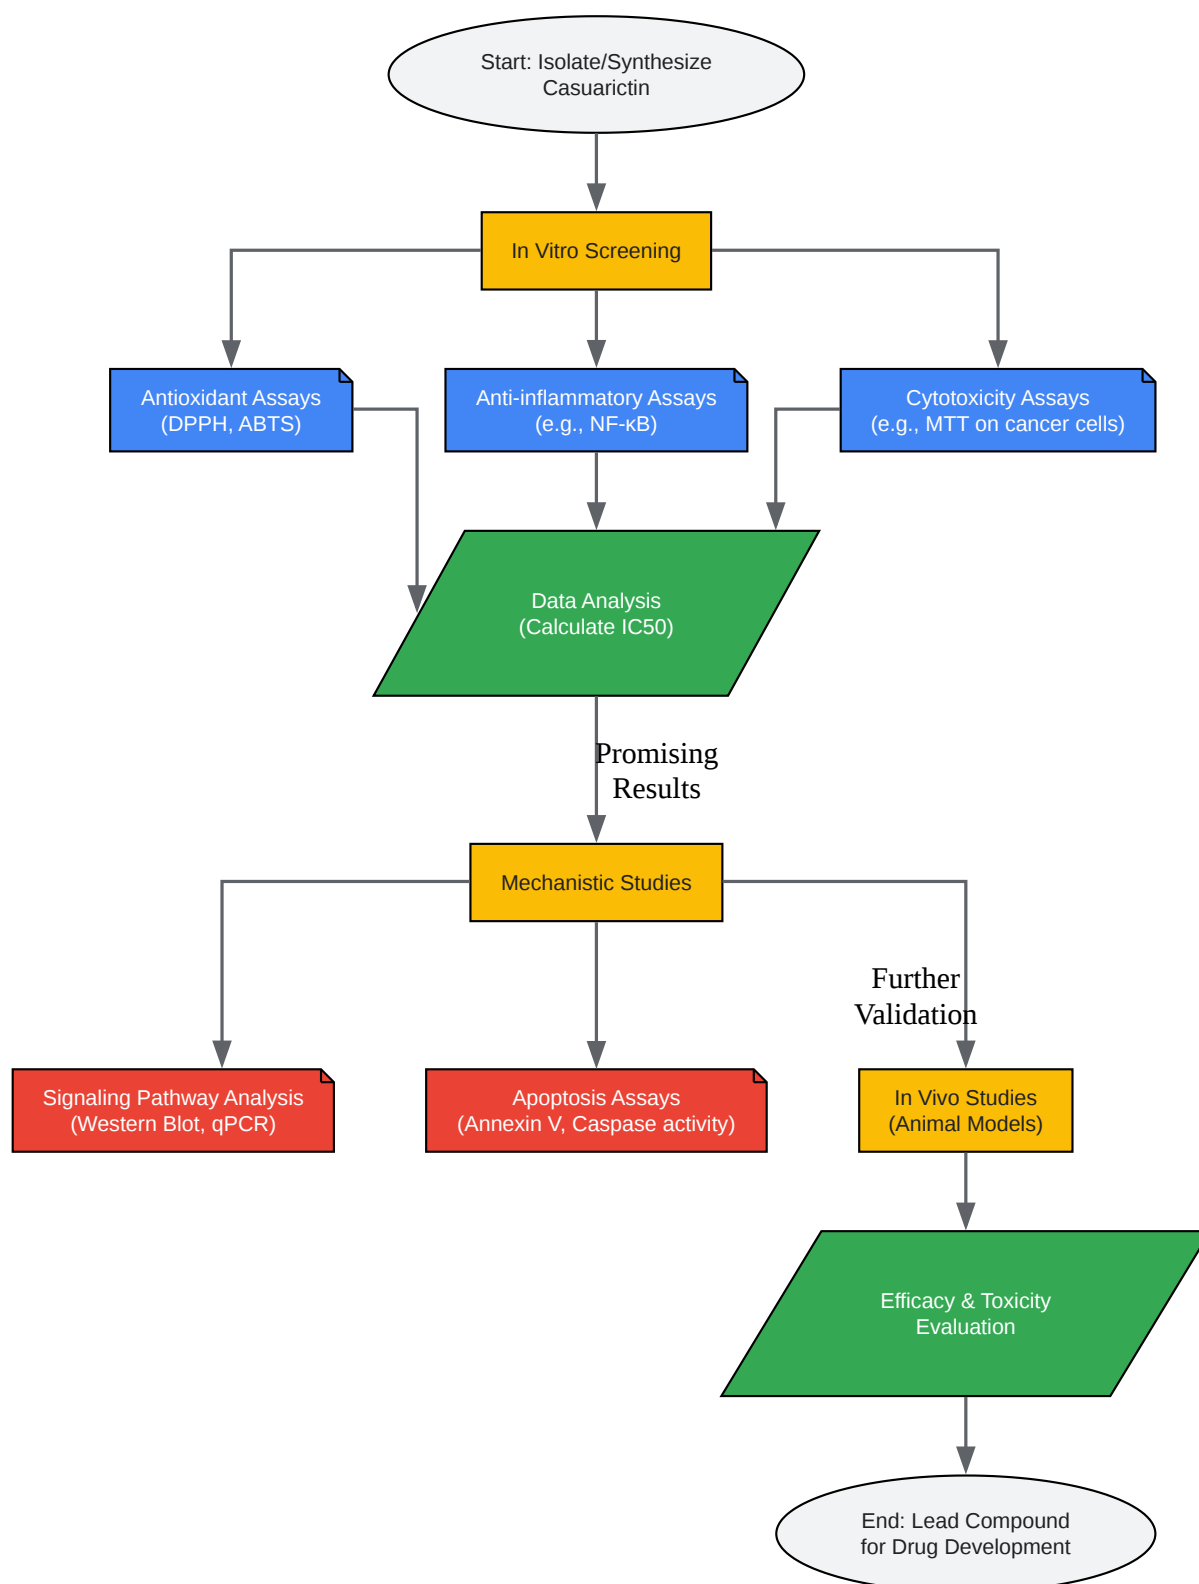 Start: Isolate/Synthesize
Casuarictin
In Vitro Screening
Antioxidant Assays
(DPPH, ABTS)
Anti-inflammatory Assays
(e.g., NF-κB)
Cytotoxicity Assays
(e.g., MTT on cancer cells)
Data Analysis
(Calculate IC50)
Promising
Results
Mechanistic Studies
Further
Validation
Signaling Pathway Analysis
(Western Blot, qPCR)
Apoptosis Assays
(Annexin V, Caspase activity)
In Vivo Studies
(Animal Models)
Efficacy & Toxicity
Evaluation
End: Lead Compound
for Drug Development